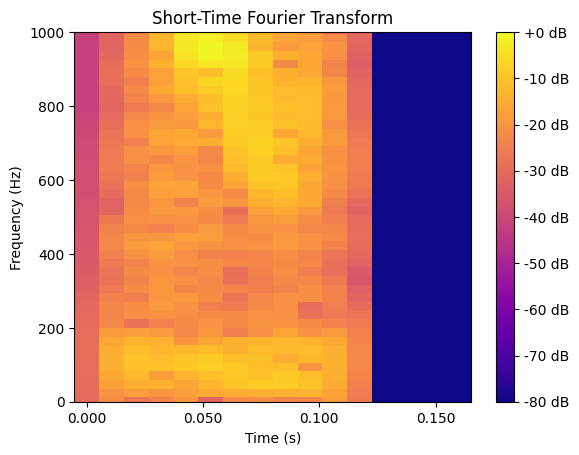 Short-Time Fourier Transform
1000
800
600
400
200
0
Frequency (Hz)
0.000
0.050
0.100
0.150
Time (s)
+0 dB
-10 dB
-20 dB
-30 dB
-40 dB
-50 dB
-60 dB
-70 dB
-80 dB